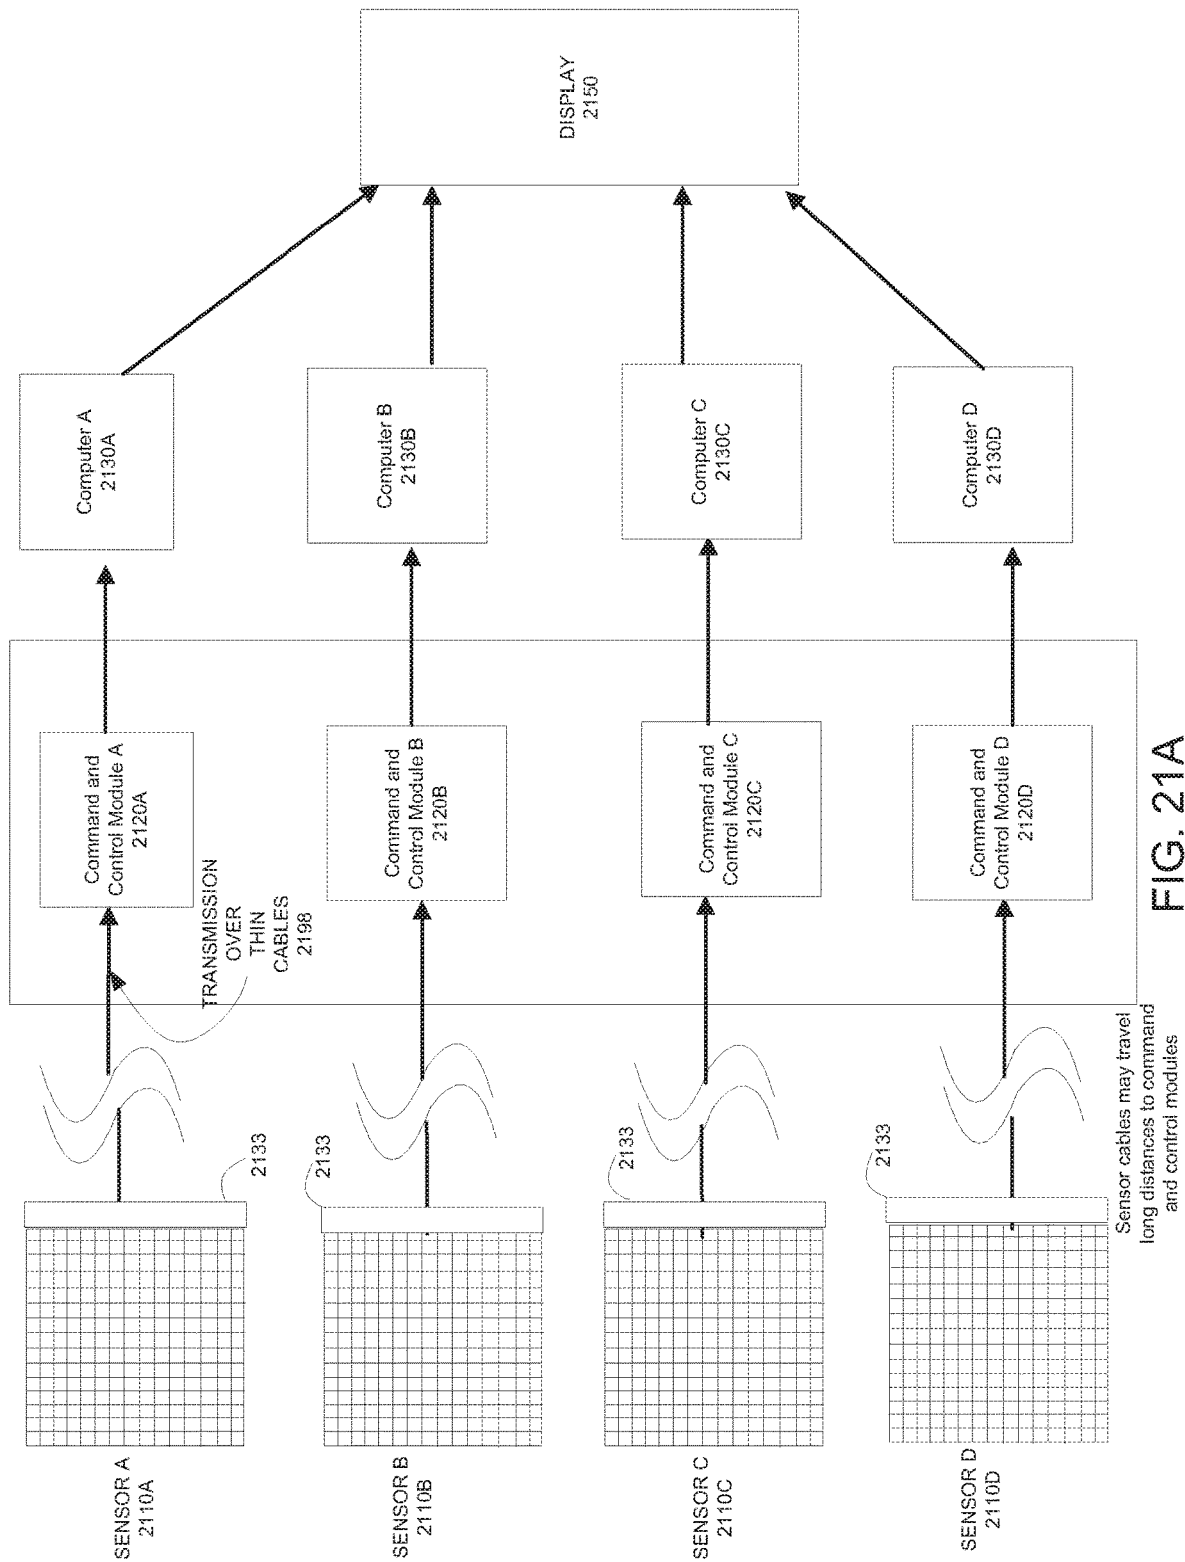 SENSOR A
2110A
2133
TRANSMISSION
OVER
THIN
CABLES
2198
Command and
Control Module A
2120A
Computer A
2130A
SENSOR B
2110B
2133
Command and
Control Module B
2120B
Computer B
2130B
DISPLAY
2150
SENSOR C
2110C
2133
Command and
Control Module C
2120C
Computer C
2130C
SENSOR D
2110D
2133
Command and
Control Module D
2120D
Computer D
2130D
Sensor cables may travel
long distances to command
and control modules
FIG. 21A